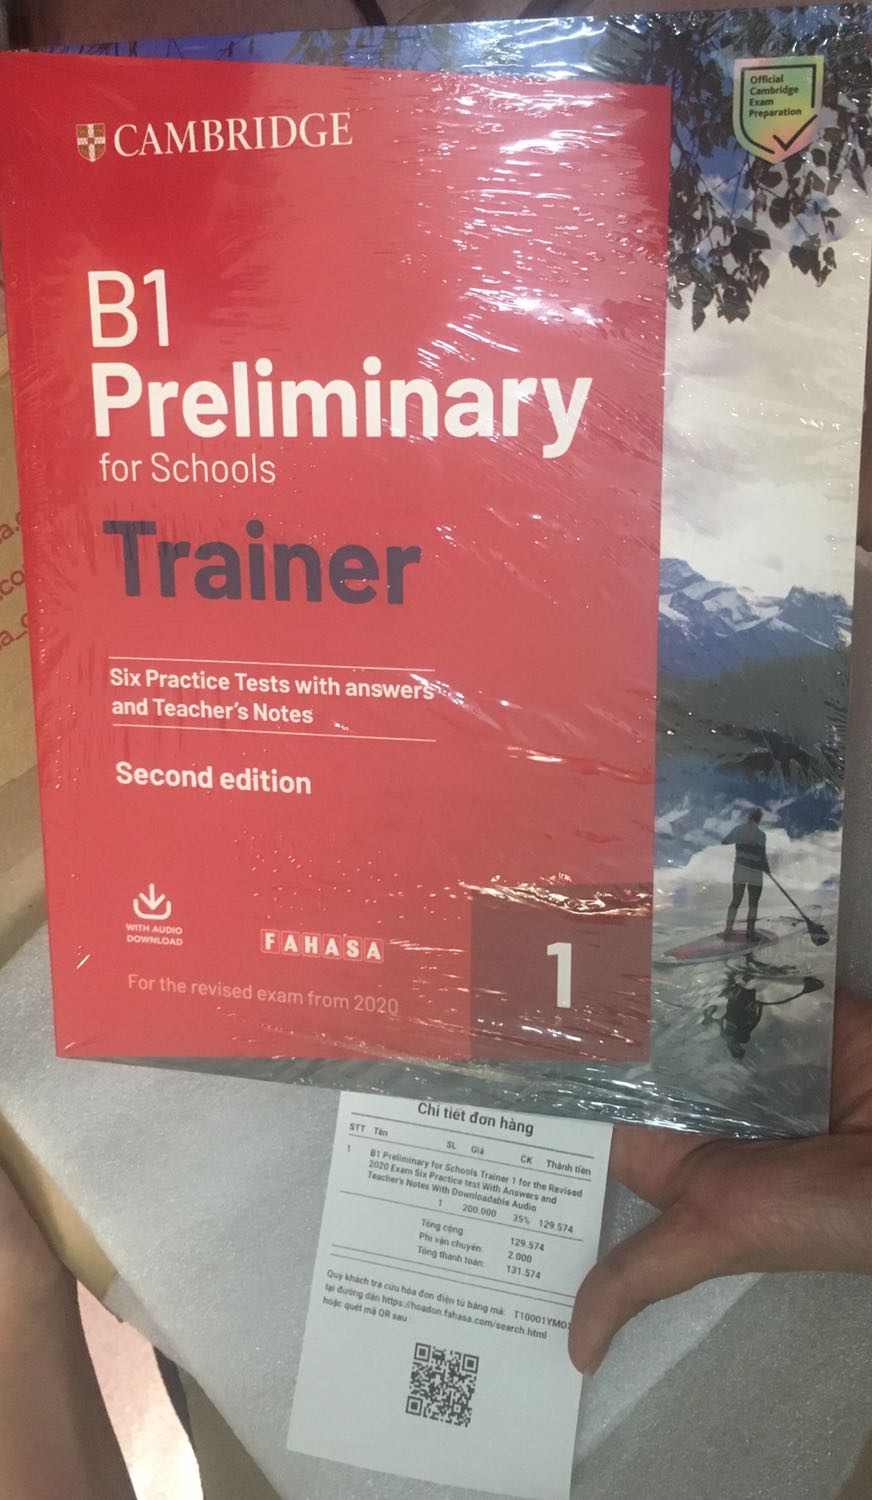 Official
Cambridge
Exam
Preparation
CAMBRIDGE
B1
Preliminary
for Schools
Trainer
Six Practice Tests with answers
and Teacher's Notes
Second edition
WITH AUDIO
DOWNLOAD
FAHASA
For the revised exam from 2020
1
Chi tiết đơn hàng
STT Tên SL Giá CK Thành tiền
1 B1 Preliminary for Schools Trainer 1 for the Revised
2020 Exam Six Practice test With Answers and
Teacher's Notes With Downloadable Audio
1 200.000 35% 129.574
Tổng cộng: 129.574
Phí vận chuyển: 2.000
Tổng thanh toán: 131.574
Quý khách tra cứu hóa đơn điện tử bằng mã: T10001YMO
tại đường dẫn https://hoadon.fahasa.com/search.html
hoặc quét mã QR sau